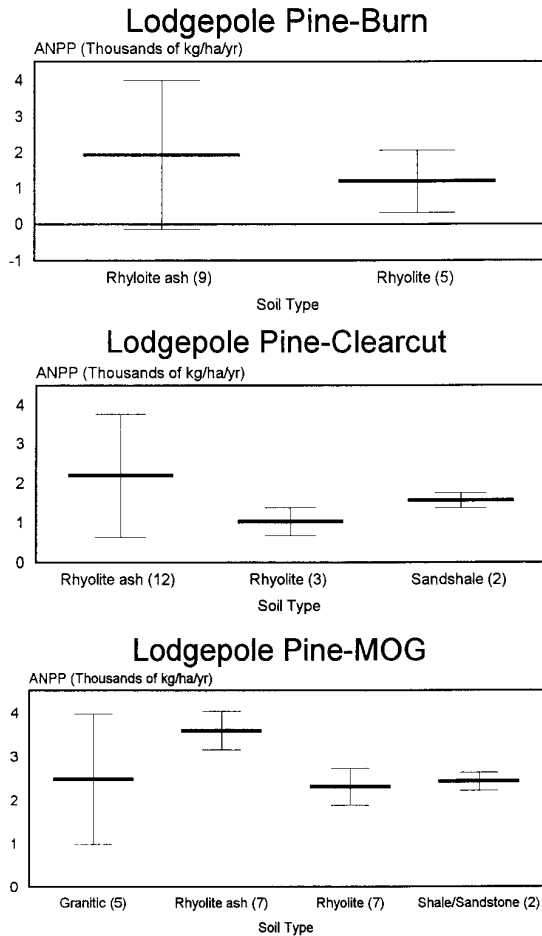 Lodgepole Pine-Burn
ANPP (Thousands of kg/ha/yr)
4
3
2
1
0
-1
Rhyloite ash (9) Rhyolite (5)
Soil Type
Lodgepole Pine-Clearcut
ANPP (Thousands of kg/ha/yr)
4
3
2
1
0
Rhyolite ash (12) Rhyolite (3) Sandshale (2)
Soil Type
Lodgepole Pine-MOG
ANPP (Thousands of kg/ha/yr)
4
3
2
1
0
Granitic (5) Rhyolite ash (7) Rhyolite (7) Shale/Sandstone (2)
Soil Type